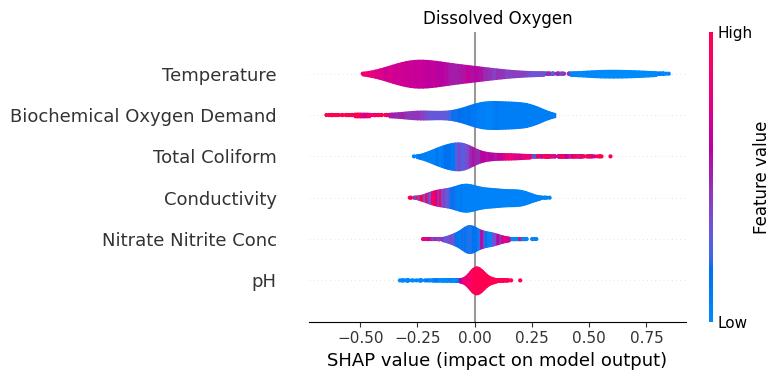 Dissolved Oxygen
High
Temperature
Biochemical Oxygen Demand
Total Coliform
Conductivity
Nitrate Nitrite Conc
pH
Feature value
Low
−0.50 −0.25 0.00 0.25 0.50 0.75
SHAP value (impact on model output)